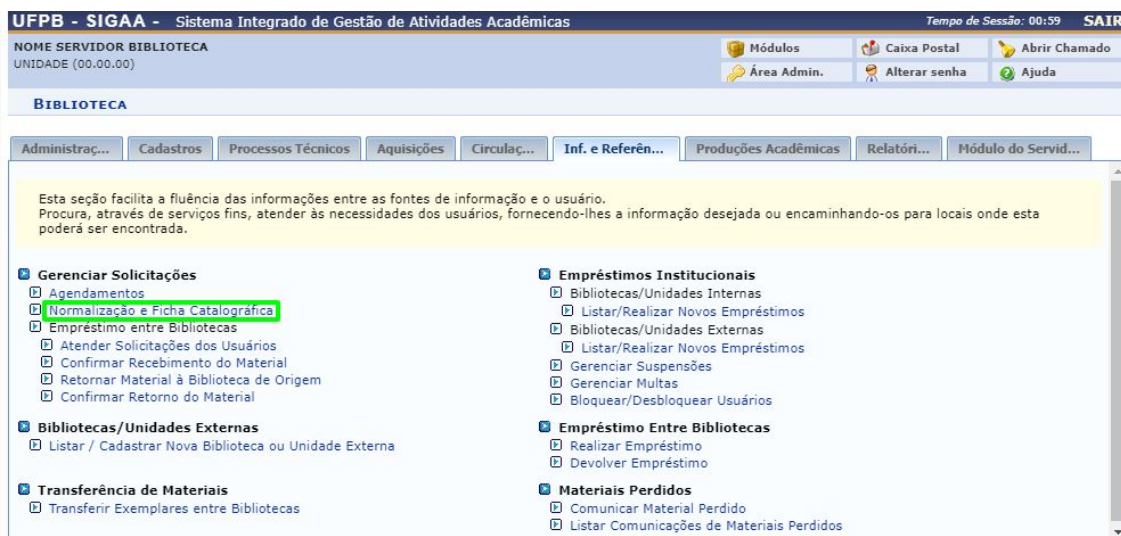 UFPB - SIGAA - Sistema Integrado de Gestão de Atividades Acadêmicas
Tempo de Sessão: 00:59 SAIR
NOME SERVIDOR BIBLIOTECA
UNIDADE (00.00.00)
Módulos Caixa Postal Abrir Chamado
Área Admin. Alterar senha Ajuda
BIBLIOTECA
Administraç... Cadastros Processos Técnicos Aquisições Circulaç... Inf. e Referên... Produções Acadêmicas Relatóri... Módulo do Servid...
Esta seção facilita a fluência das informações entre as fontes de informação e o usuário.
Procura, através de serviços fins, atender às necessidades dos usuários, fornecendo-lhes a informação desejada ou encaminhando-os para locais onde esta
poderá ser encontrada.
Gerenciar Solicitações
Agendamentos
Normalização e Ficha Catalográfica
Empréstimo entre Bibliotecas
Atender Solicitações dos Usuários
Confirmar Recebimento do Material
Retornar Material à Biblioteca de Origem
Confirmar Retorno do Material
Bibliotecas/Unidades Externas
Listar / Cadastrar Nova Biblioteca ou Unidade Externa
Transferência de Materiais
Transferir Exemplares entre Bibliotecas
Empréstimos Institucionais
Bibliotecas/Unidades Internas
Listar/Realizar Novos Empréstimos
Bibliotecas/Unidades Externas
Listar/Realizar Novos Empréstimos
Gerenciar Suspensões
Gerenciar Multas
Bloquear/Desbloquear Usuários
Empréstimo Entre Bibliotecas
Realizar Empréstimo
Devolver Empréstimo
Materiais Perdidos
Comunicar Material Perdido
Listar Comunicações de Materiais Perdidos